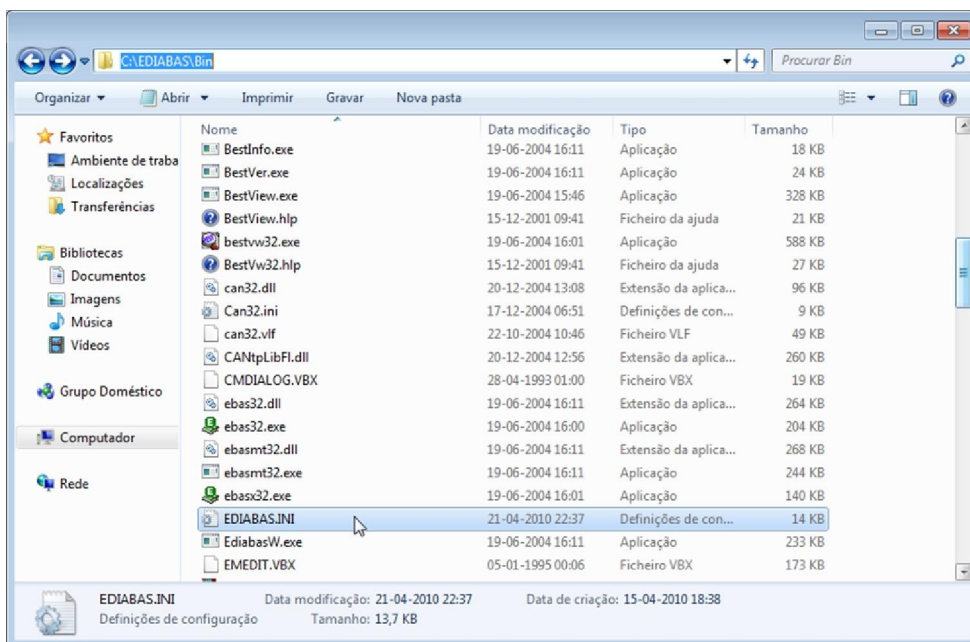 C:\EDIABAS\Bin
Procurar Bin
Organizar Abrir Imprimir Gravar Nova pasta
Favoritos
Ambiente de traba
Localizações
Transferências
Bibliotecas
Documentos
Imagens
Música
Vídeos
Grupo Doméstico
Computador
Rede
Nome Data modificação Tipo Tamanho
BestInfo.exe 19-06-2004 16:11 Aplicação 18 KB
BestVer.exe 19-06-2004 16:11 Aplicação 24 KB
BestView.exe 19-06-2004 15:46 Aplicação 328 KB
BestView.hlp 15-12-2001 09:41 Ficheiro da ajuda 21 KB
bestvw32.exe 19-06-2004 16:01 Aplicação 588 KB
BestVw32.hlp 15-12-2001 09:41 Ficheiro da ajuda 27 KB
can32.dll 20-12-2004 13:08 Extensão da aplica... 96 KB
Can32.ini 17-12-2004 06:51 Definições de con... 9 KB
can32.vlf 22-10-2004 10:46 Ficheiro VLF 49 KB
CANtpLibFl.dll 20-12-2004 12:56 Extensão da aplica... 260 KB
CMDIALOG.VBX 28-04-1993 01:00 Ficheiro VBX 19 KB
ebas32.dll 19-06-2004 16:11 Extensão da aplica... 264 KB
ebas32.exe 19-06-2004 16:00 Aplicação 204 KB
ebasmt32.dll 19-06-2004 16:11 Extensão da aplica... 268 KB
ebasmt32.exe 19-06-2004 16:11 Aplicação 244 KB
ebasx32.exe 19-06-2004 16:01 Aplicação 140 KB
EDIABAS.INI 21-04-2010 22:37 Definições de con... 14 KB
EdiabasW.exe 19-06-2004 16:11 Aplicação 233 KB
EMEDIT.VBX 05-01-1995 00:06 Ficheiro VBX 173 KB
EDIABAS.INI Data modificação: 21-04-2010 22:37 Data de criação: 15-04-2010 18:38
Definições de configuração Tamanho: 13,7 KB